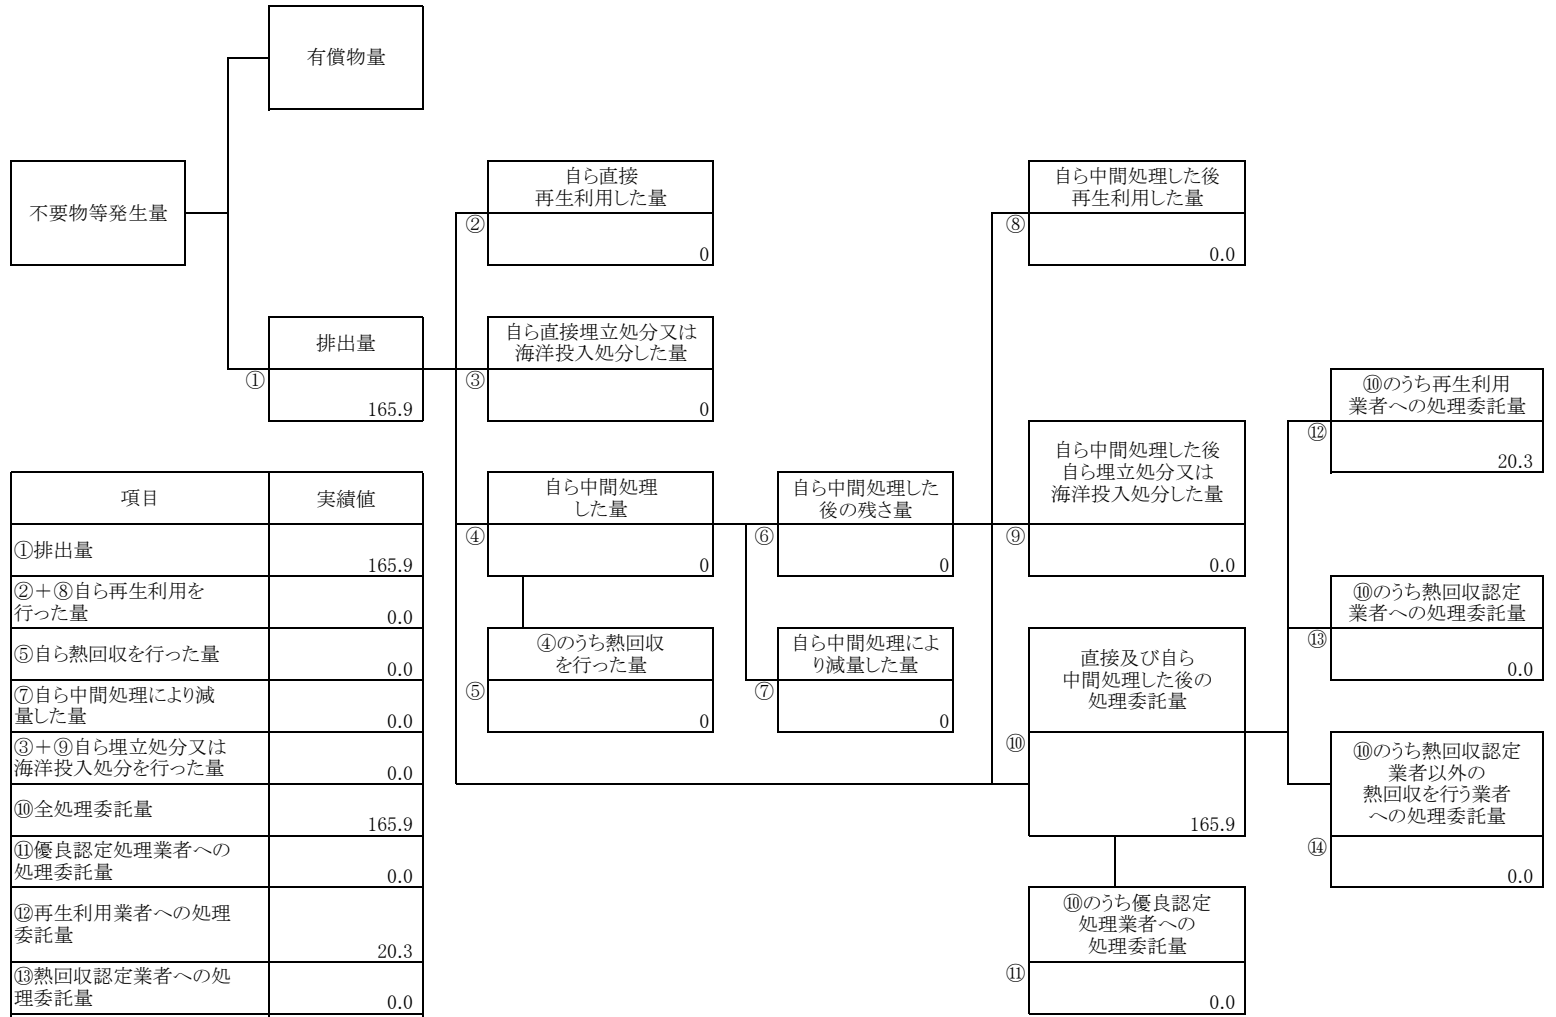 有償物量
不要物等発生量
排出量
①
165.9
自ら直接
再生利用した量
②
0
自ら直接埋立処分又は
海洋投入処分した量
③
0
自ら中間処理
した量
④
0
④のうち熱回収
を行った量
⑤
0
自ら中間処理した
後の残さ量
⑥
0
自ら中間処理によ
り減量した量
⑦
0
自ら中間処理した後
再生利用した量
⑧
0.0
自ら中間処理した後
自ら埋立処分又は
海洋投入処分した量
⑨
0.0
直接及び自ら
中間処理した後の
処理委託量
⑩
165.9
⑩のうち優良認定
処理業者への
処理委託量
⑪
0.0
⑩のうち再生利用
業者への処理委託量
⑫
20.3
⑩のうち熱回収認定
業者への処理委託量
⑬
0.0
⑩のうち熱回収認定
業者以外の
熱回収を行う業者
への処理委託量
⑭
0.0
項目 実績値
①排出量
165.9
②＋⑧自ら再生利用を
行った量 0.0
⑤自ら熱回収を行った量
0.0
⑦自ら中間処理により減
量した量 0.0
③＋⑨自ら埋立処分又は
海洋投入処分を行った量 0.0
⑩全処理委託量
165.9
⑪優良認定処理業者への
処理委託量 0.0
⑫再生利用業者への処理
委託量
20.3
⑬熱回収認定業者への処
理委託量 0.0